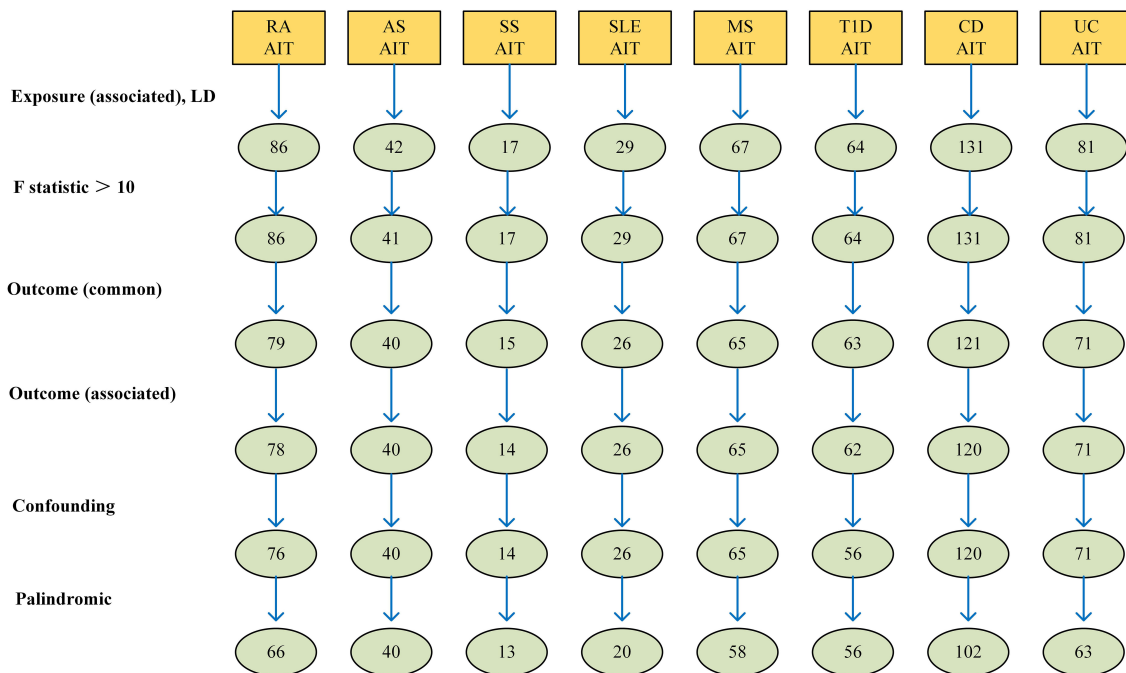 RA AS SS SLE MS T1D CD UC
AIT AIT AIT AIT AIT AIT AIT AIT
Exposure (associated), LD
86 42 17 29 67 64 131 81
F statistic > 10
86 41 17 29 67 64 131 81
Outcome (common)
79 40 15 26 65 63 121 71
Outcome (associated)
78 40 14 26 65 62 120 71
Confounding
76 40 14 26 65 56 120 71
Palindromic
66 40 13 20 58 56 102 63